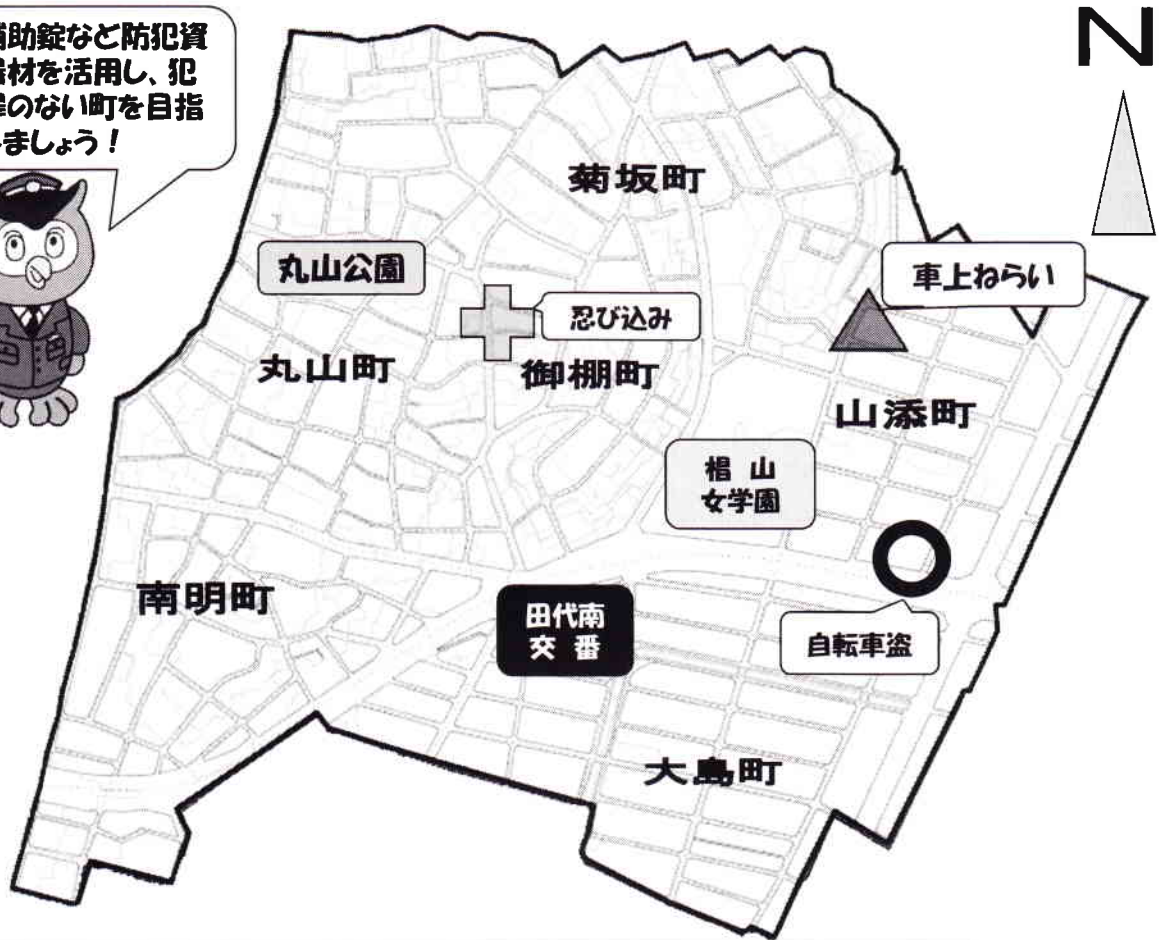 N
補助錠など防犯資
器材を活用し、犯
罪のない町を目指
しましょう!
菊坂町
丸山公園
車上ねらい
忍び込み
丸山町
御棚町
山添町
椙山
女学園
南明町
田代南
交番
自転車盗
大島町